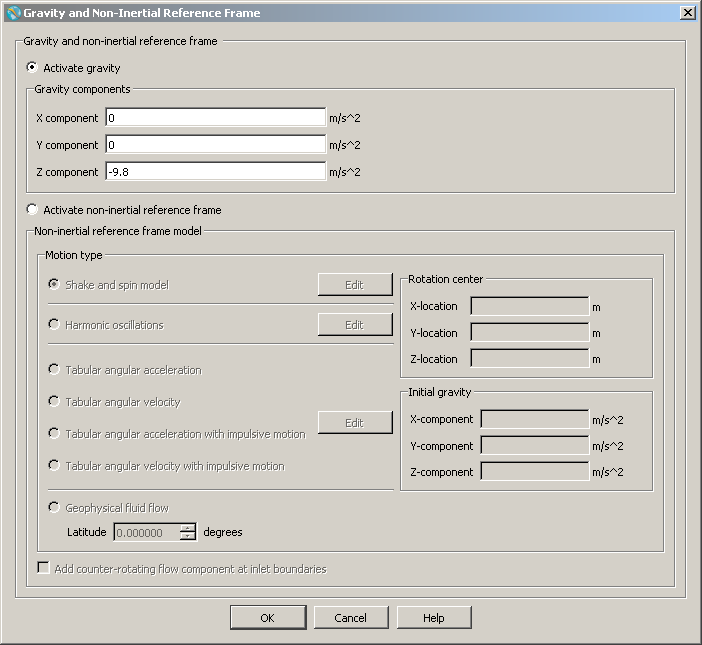 Gravity and Non-Inertial Reference Frame
Gravity and non-inertial reference frame
Activate gravity
Gravity components
X component 0 m/s^2
Y component 0 m/s^2
Z component -9.8 m/s^2
Activate non-inertial reference frame
Non-inertial reference frame model
Motion type
Shake and spin model Edit
Harmonic oscillations Edit
Tabular angular acceleration
Tabular angular velocity
Tabular angular acceleration with impulsive motion Edit
Tabular angular velocity with impulsive motion
Geophysical fluid flow
Latitude 0.000000 degrees
Rotation center
X-location m
Y-location m
Z-location m
Initial gravity
X-component m/s^2
Y-component m/s^2
Z-component m/s^2
Add counter-rotating flow component at inlet boundaries
OK Cancel Help